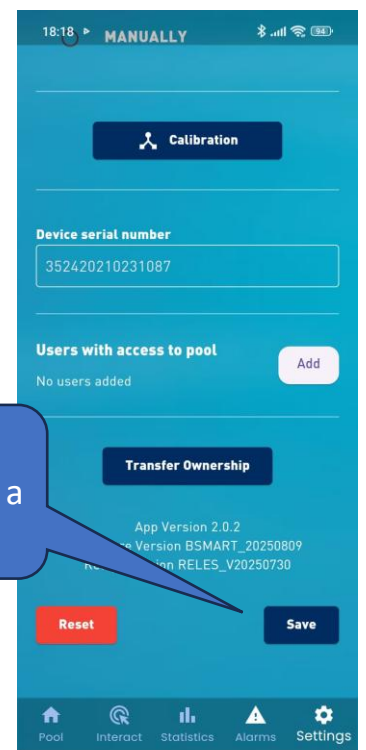 18:18 94
MANUALLY
Calibration
Device serial number
352420210231087
Users with access to pool
Add
No users added
Transfer Ownership
a
App Version 2.0.2
Version BSMART_20250809
RELES_V20250730
Reset
Save
Pool Interact Statistics Alarms Settings